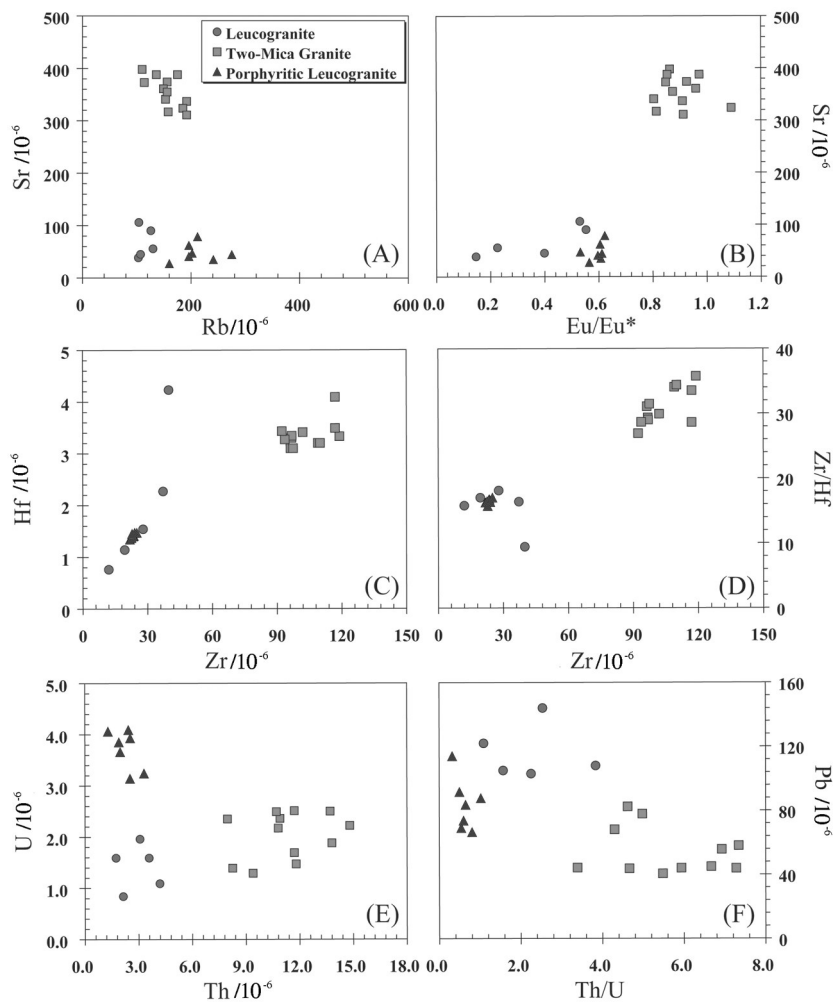 500
400
300
200
100
0
Sr /10⁻⁶
Leucogranite
Two-Mica Granite
Porphyritic Leucogranite
(A)
0 200 400 600
Rb/10⁻⁶
500
400
300
200
100
0
Sr /10⁻⁶
(B)
0.0 0.2 0.4 0.6 0.8 1.0 1.2
Eu/Eu*
5
4
3
2
1
0
Hf /10⁻⁶
(C)
0 30 60 90 120 150
Zr /10⁻⁶
40
30
20
10
0
Zr/Hf
(D)
0 30 60 90 120 150
Zr /10⁻⁶
5.0
4.0
3.0
2.0
1.0
0.0
U /10⁻⁶
(E)
0.0 3.0 6.0 9.0 12.0 15.0 18.0
Th /10⁻⁶
160
120
80
40
0
Pb /10⁻⁶
(F)
0.0 2.0 4.0 6.0 8.0
Th/U